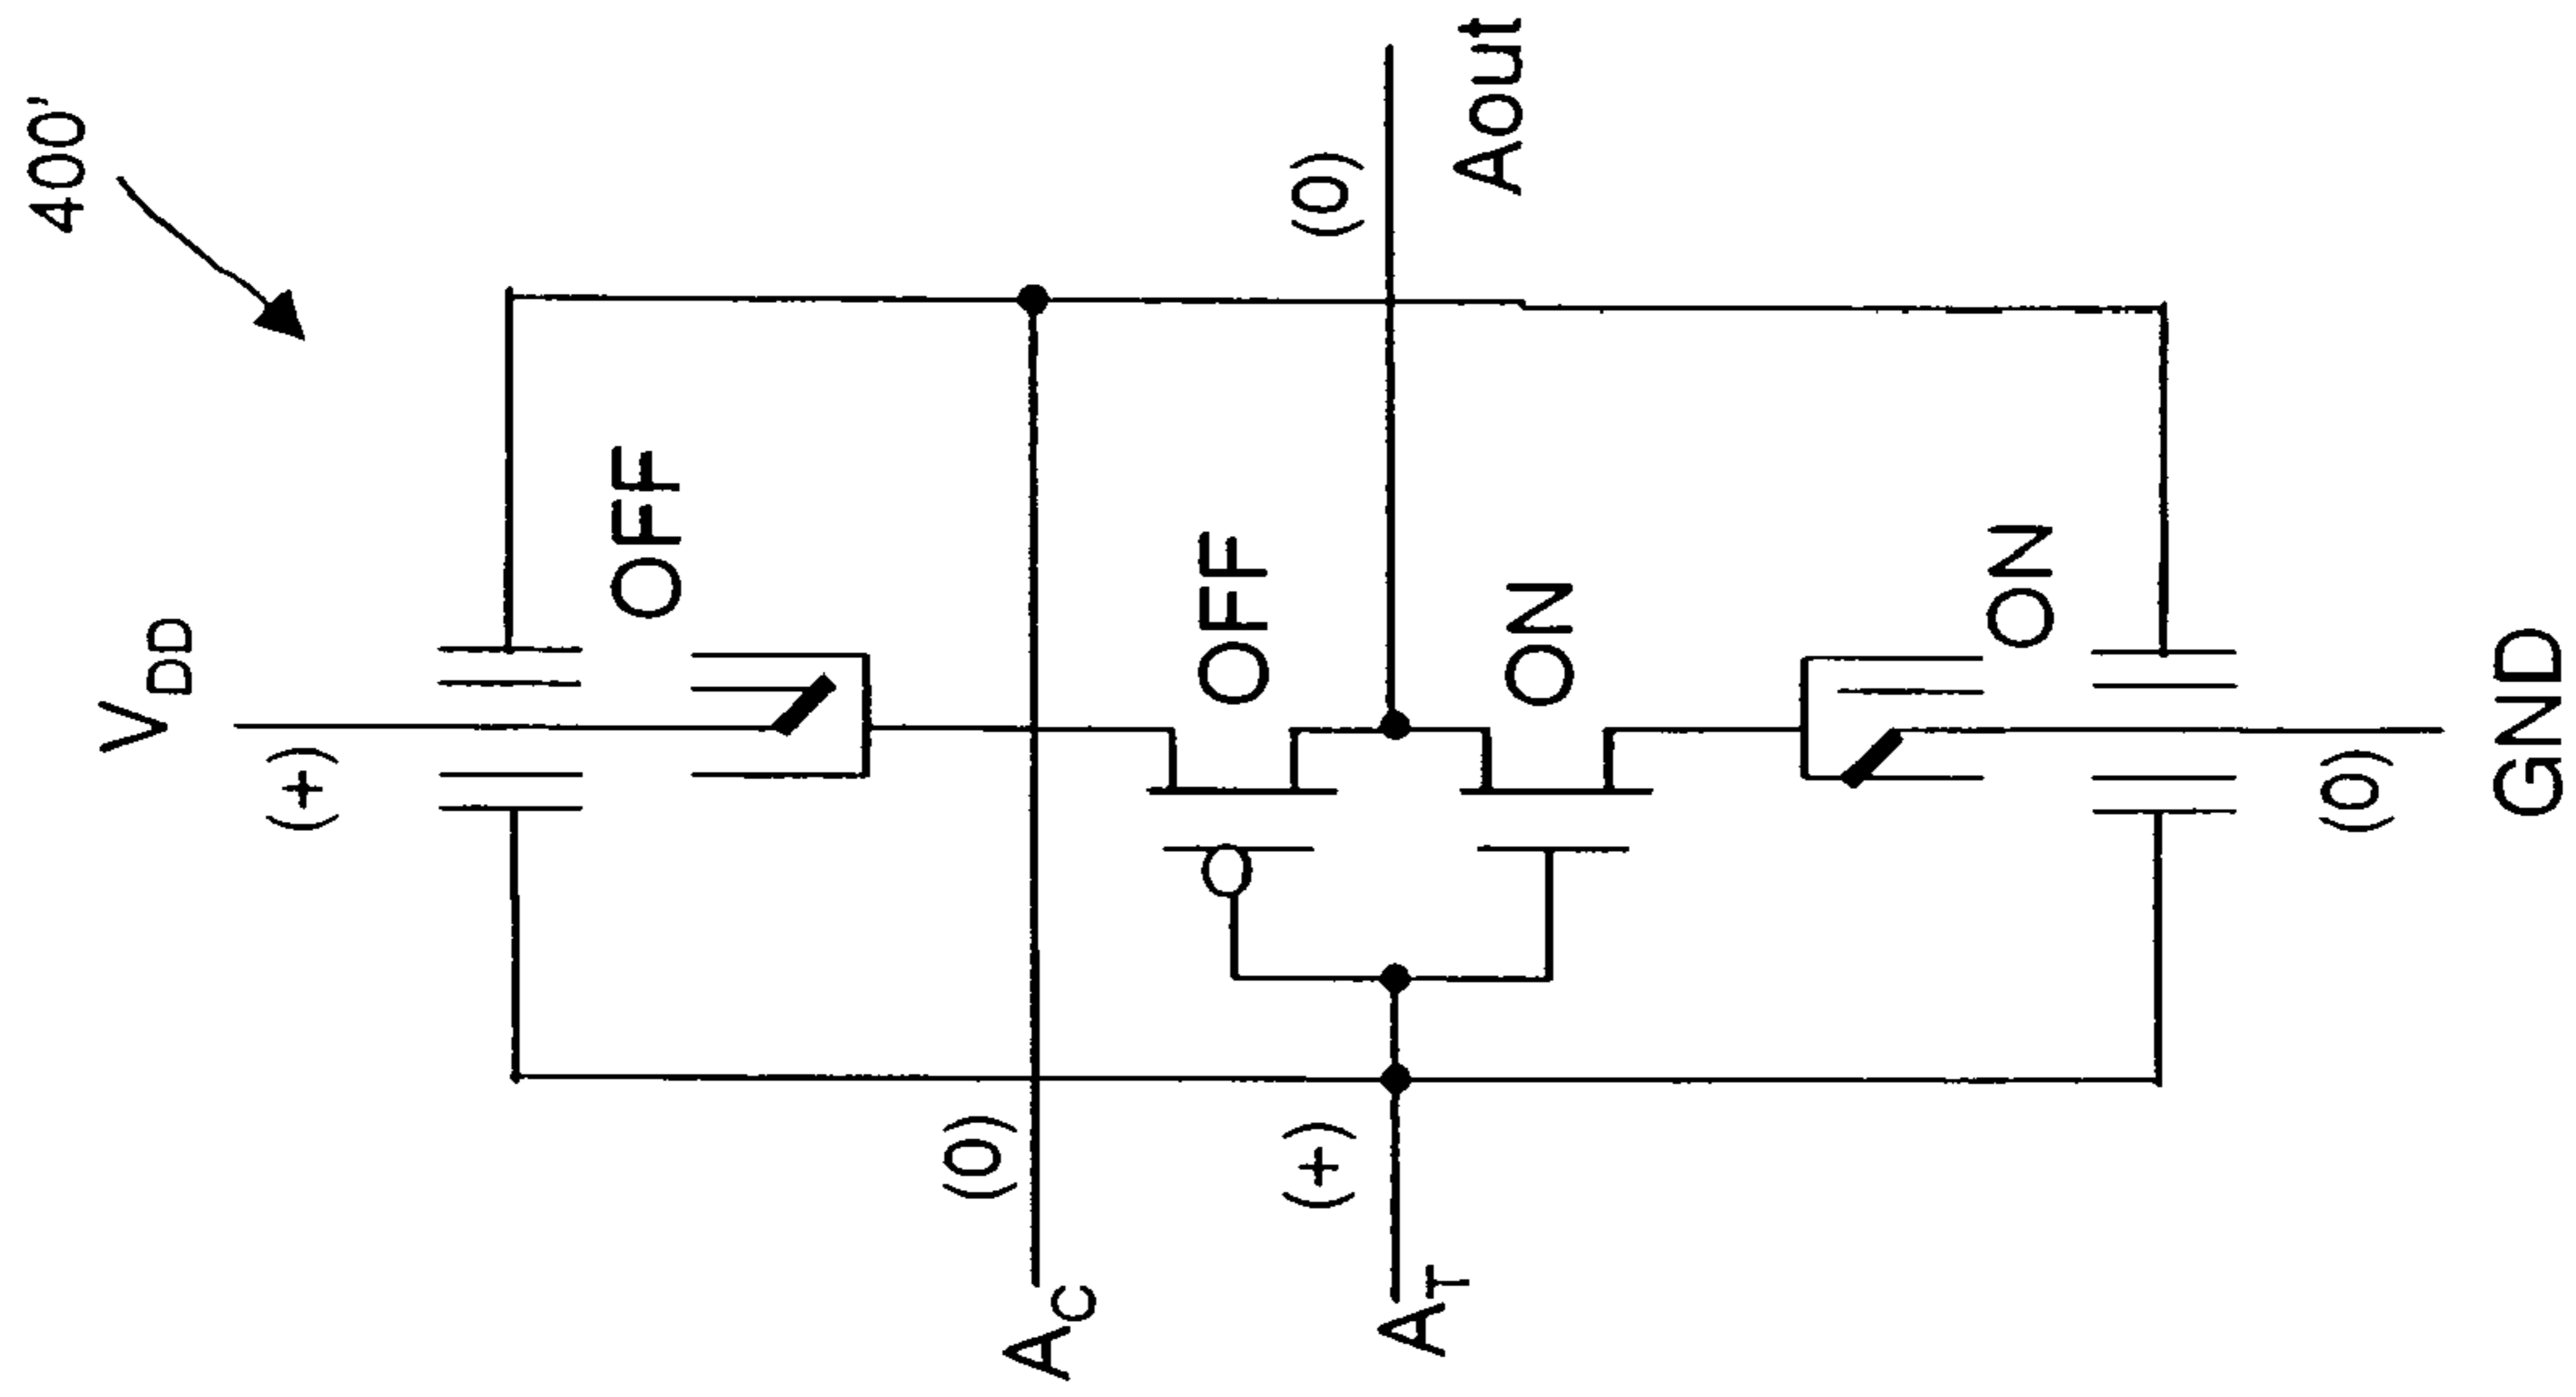 400'
V_DD
(+)
OFF
(0)
A_C
OFF
(0)
Aout
(+)
A_T
ON
ON
(0)
GND